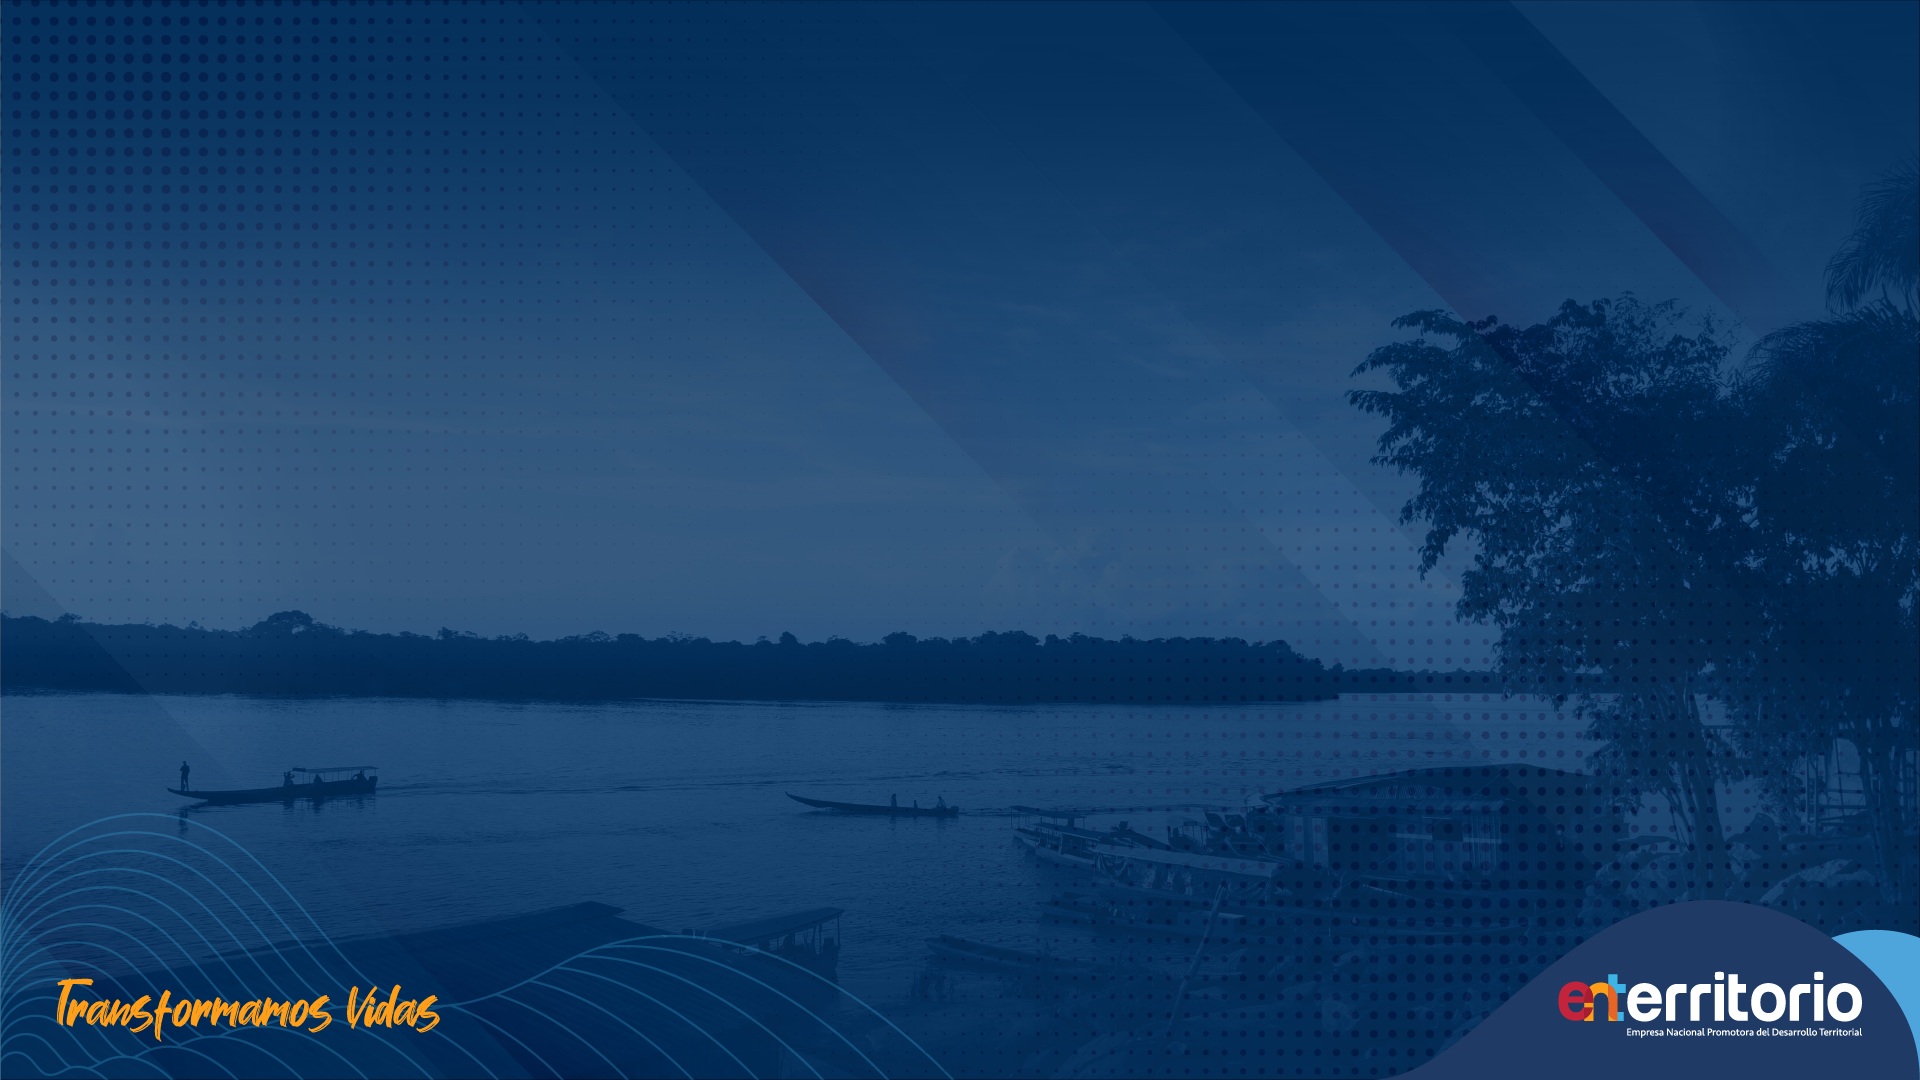 Transformamos Vidas
enterritorio
Empresa Nacional Promotora del Desarrollo Territorial